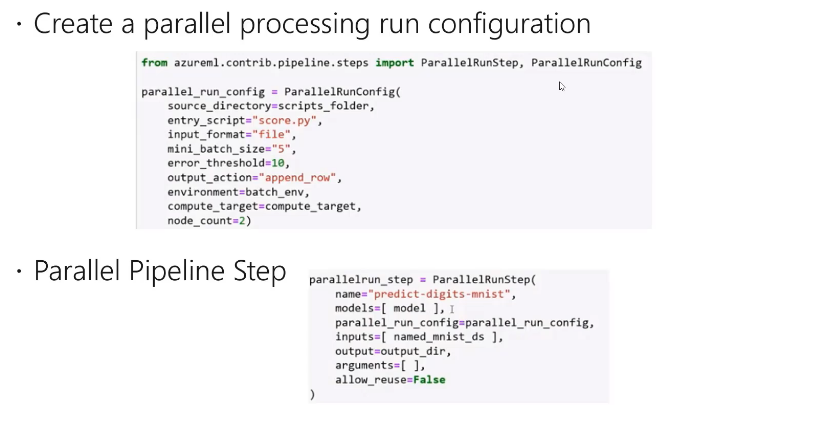 · Create a parallel processing run configuration
from azureml.contrib.pipeline.steps import ParallelRunStep, ParallelRunConfig
parallel_run_config = ParallelRunConfig(
source_directory=scripts_folder,
entry_script="score.py",
input_format="file",
mini_batch_size="5",
error_threshold=10,
output_action="append_row",
environment=batch_env,
compute_target=compute_target,
node_count=2)
· Parallel Pipeline Step
parallelrun_step = ParallelRunStep(
name="predict-digits-mnist",
models=[ model ],
parallel_run_config=parallel_run_config,
inputs=[ named_mnist_ds ],
output=output_dir,
arguments=[ ],
allow_reuse=False
)